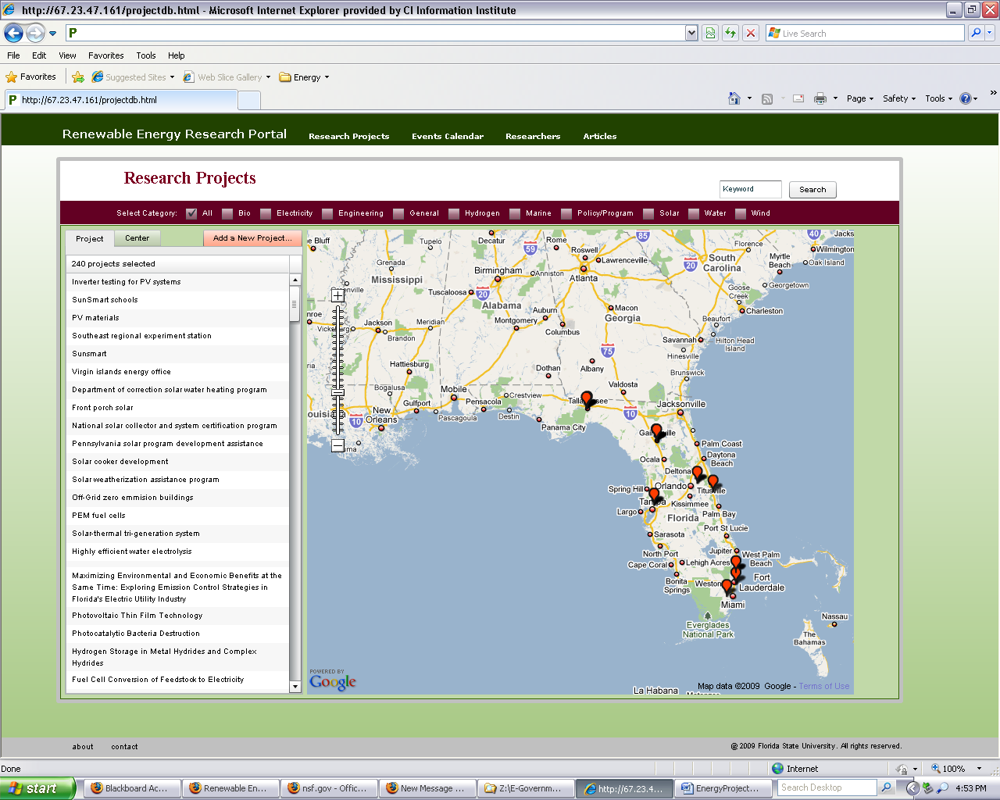 http://67.23.47.161/projectdb.html - Microsoft Internet Explorer provided by CI Information Institute
P
Live Search
File Edit View Favorites Tools Help
Favorites Suggested Sites Web Slice Gallery Energy
P http://67.23.47.161/projectdb.html
Page Safety Tools
Renewable Energy Research Portal Research Projects Events Calendar Researchers Articles
Research Projects
Keyword Search
Select Category: All Bio Electricity Engineering General Hydrogen Marine Policy/Program Solar Water Wind
Project Center Add a New Project...
240 projects selected
Inverter testing for PV systems
SunSmart schools
PV materials
Southeast regional experiment station
Sunsmart
Virgin islands energy office
Department of correction solar water heating program
Front porch solar
National solar collector and system certification program
Pennsylvania solar program development assistance
Solar cooker development
Solar weatherization assistance program
Off-Grid zero emmision buildings
PEM fuel cells
Solar-thermal tri-generation system
Highly efficient water electrolysis
Maximizing Environmental and Economic Benefits at the
Same Time: Exploring Emission Control Strategies in
Florida's Electric Utility Industry
Photovoltaic Thin Film Technology
Photocatalytic Bacteria Destruction
Hydrogen Storage in Metal Hydrides and Complex
Hydrides
Fuel Cell Conversion of Feedstock to Electricity
Bluff
Tupelo
Decatur
59
Rome
85
40
Jacks
Florence
Wilmington
Roswell
Lawrenceville
Grenada
South
Carolina
Myrtle
Beach
Oak Island
20
Birmingham
Anniston
Atlanta
Mississippi
Goose
Creek
Georgetown
Tuscaloosa
20
Alabama
Auburn
Macon
Georgia
Charleston
Jackson
Meridian
Montgomery
Columbus
Beaufort
Brandon
Savannah
Hilton Head
Island
75
Hinesville
Hattiesburg
Dothan
Albany
Brunswick
Bogalusa
Mobile
Crestview
Valdosta
Gulfport
Pensacola
Tallahassee
Jacksonville
New
Orleans
10
Pascagoula
Destin
Panama City
10
Gainesville
Palm Coast
Ocala
Daytona
Beach
Deltona
Spring Hill
Orlando
Titusville
Tampa
Kissimmee
Largo
Florida
Palm Bay
Port St Lucie
Sarasota
North Port
Jupiter
West Palm
Beach
Cape Coral
Lehigh Acres
Fort
Lauderdale
Bonita
Springs
Weston
Miami
Everglades
National Park
Nassau
The
Bahamas
La Habana
POWERED BY
Google
Map data ©2009 Google - Terms of Use
about contact @ 2009 Florida State University. All rights reserved.
Done Internet 100%
start Blackboard Ac... Renewable En... nsf.gov - Offic... New Message ... Z:\E-Governm... http://67.23.4... EnergyProject... Search Desktop 4:53 PM